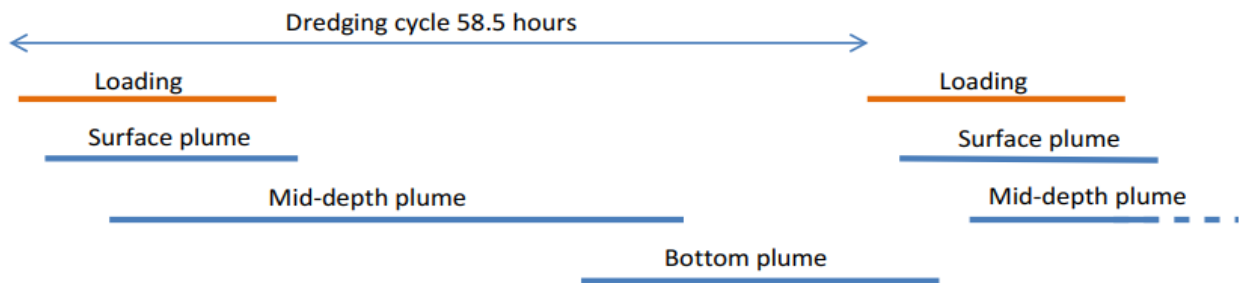 Dredging cycle 58.5 hours
Loading
Loading
Surface plume
Surface plume
Mid-depth plume
Mid-depth plume
Bottom plume